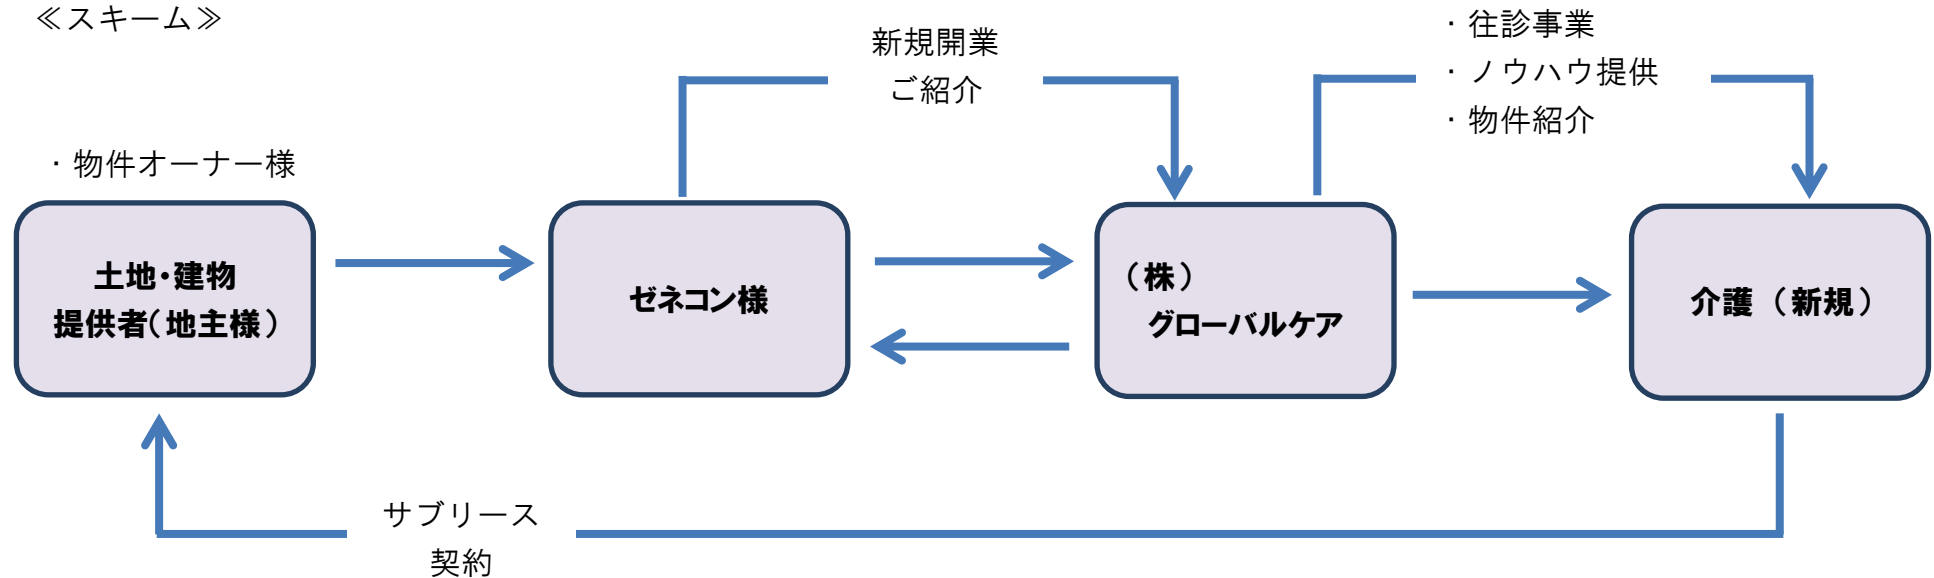 ≪スキーム≫
新規開業
ご紹介
・往診事業
・ノウハウ提供
・物件紹介
・物件オーナー様
土地・建物
提供者(地主様)
ゼネコン様
(株)
グローバルケア
介護(新規)
サブリース
契約